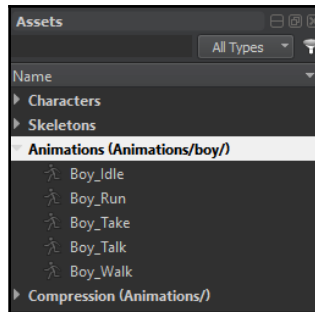 Assets
All Types
Name
Characters
Skeletons
Animations (Animations/boy/)
Boy_Idle
Boy_Run
Boy_Take
Boy_Talk
Boy_Walk
Compression (Animations/)